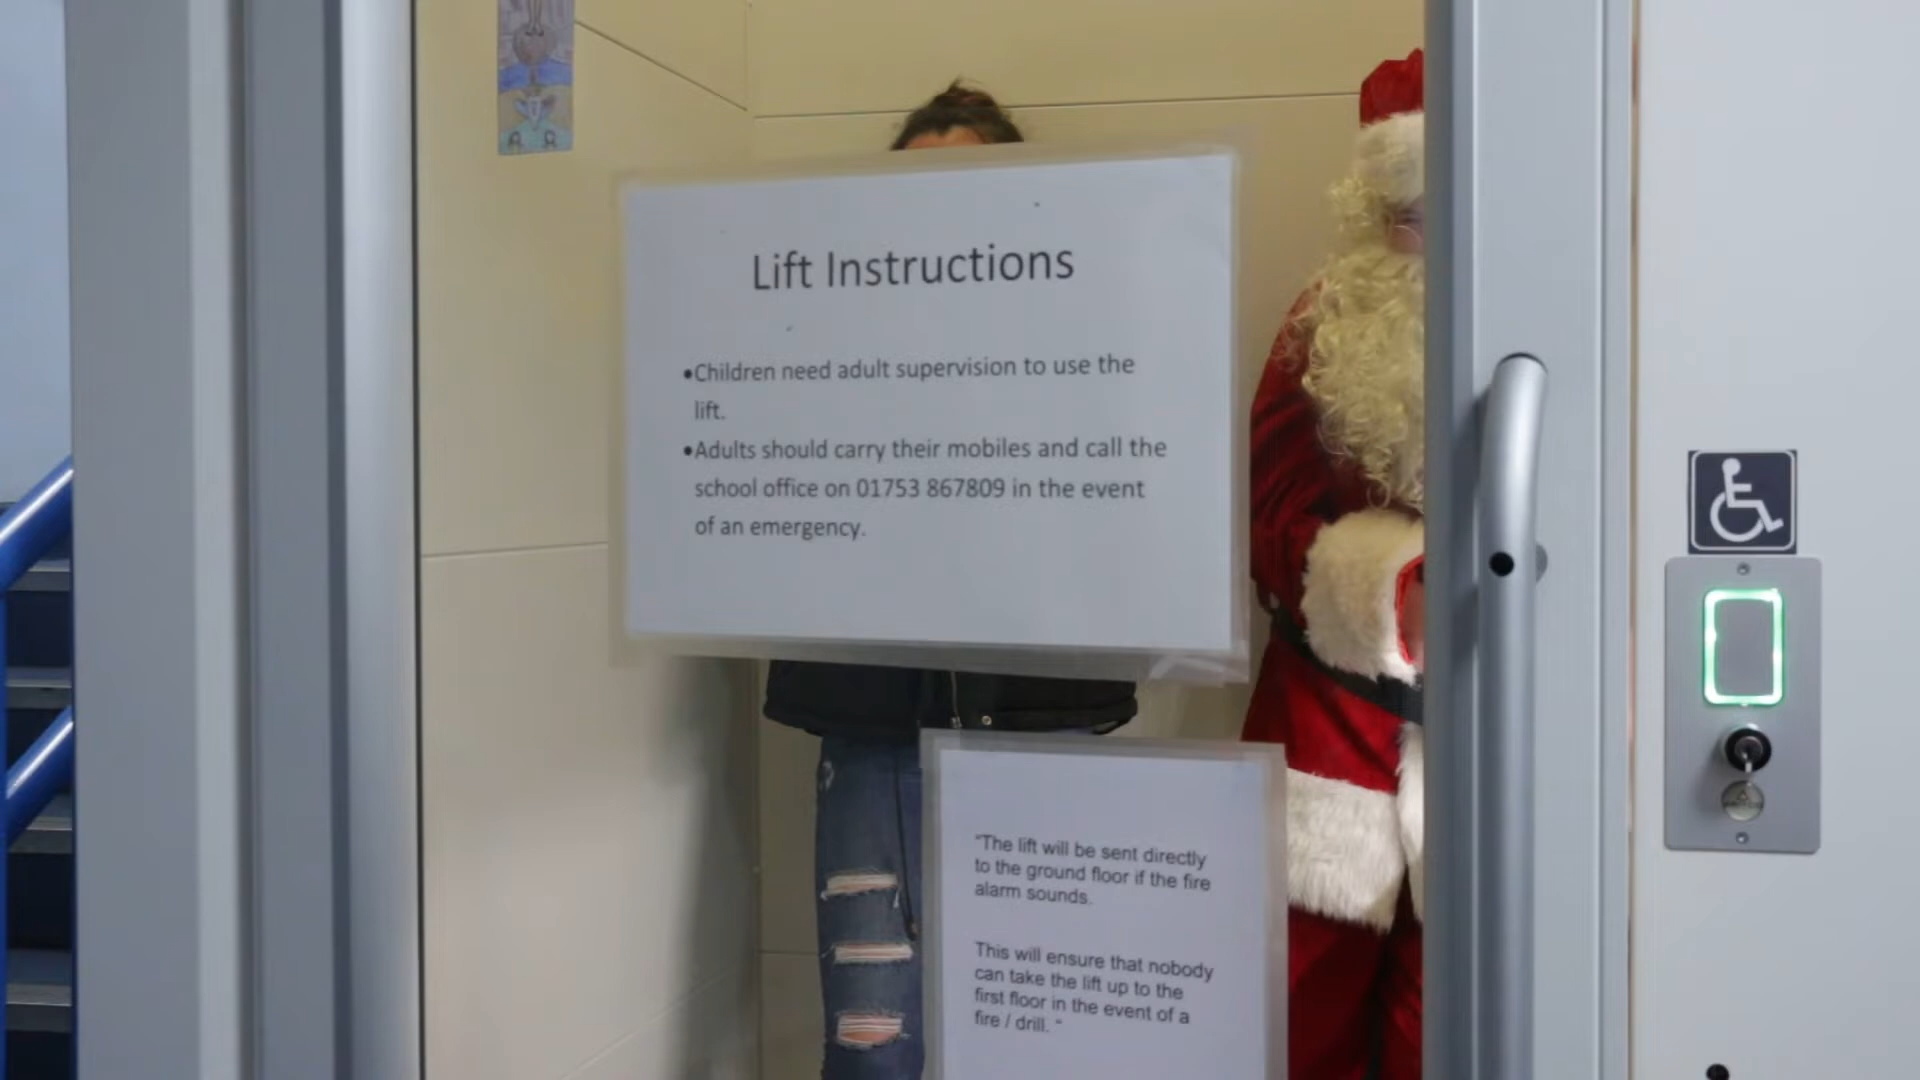 Lift Instructions
•Children need adult supervision to use the
lift.
•Adults should carry their mobiles and call the
school office on 01753 867809 in the event
of an emergency.
"The lift will be sent directly
to the ground floor if the fire
alarm sounds.
This will ensure that nobody
can take the lift up to the
first floor in the event of a
fire / drill. "